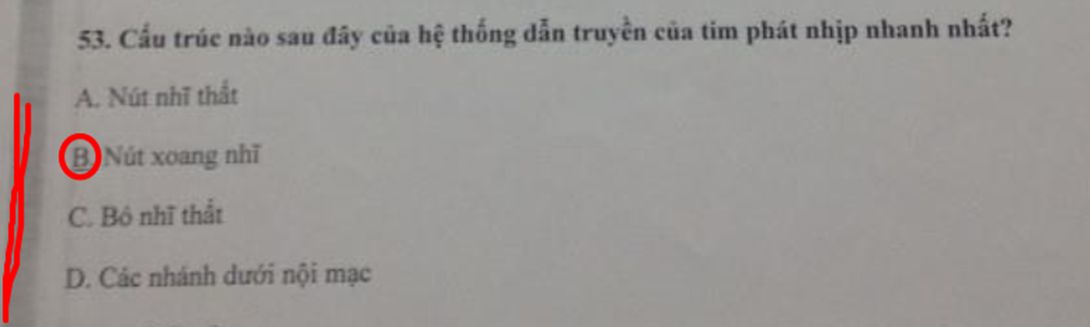 53. Cấu trúc nào sau đây của hệ thống dẫn truyền của tim phát nhịp nhanh nhất?
A. Nút nhĩ thất
B. Nút xoang nhĩ
C. Bó nhĩ thất
D. Các nhánh dưới nội mạc